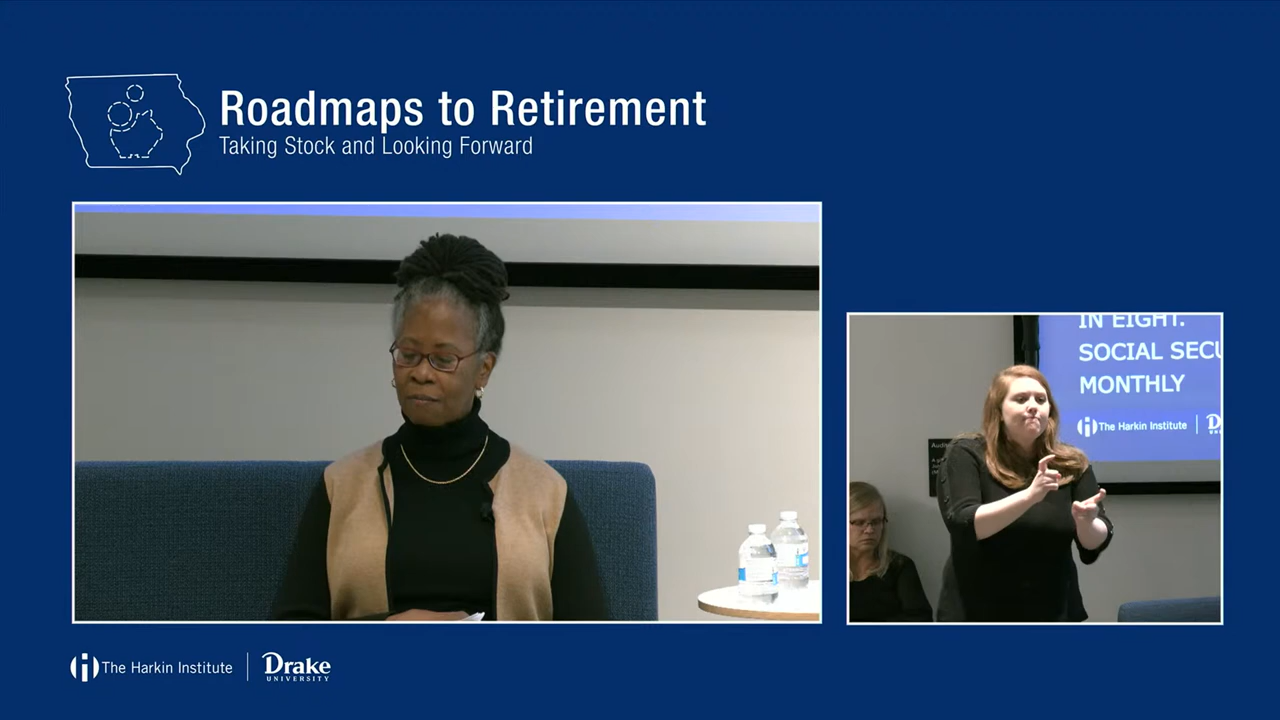 Roadmaps to Retirement
Taking Stock and Looking Forward
IN EIGHT.
SOCIAL SECU
MONTHLY
The Harkin Institute
The Harkin Institute
Drake
UNIVERSITY